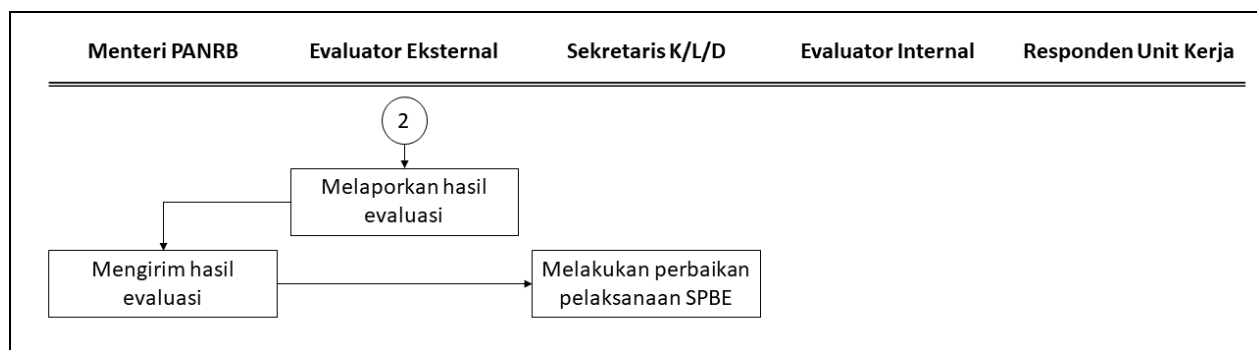 Menteri PANRB Evaluator Eksternal Sekretaris K/L/D Evaluator Internal Responden Unit Kerja
2
Melaporkan hasil
evaluasi
Mengirim hasil
evaluasi
Melakukan perbaikan
pelaksanaan SPBE